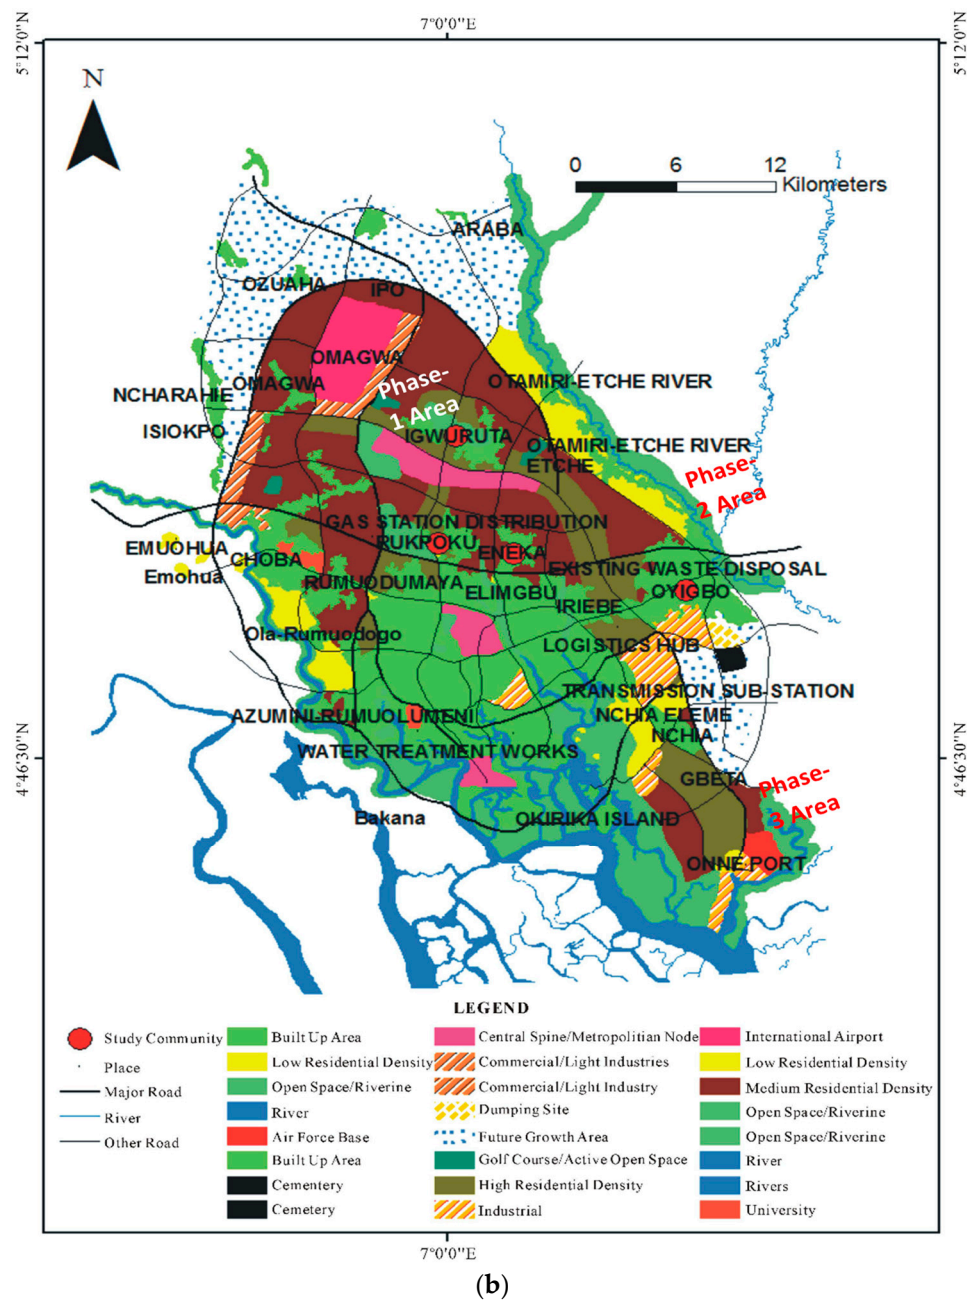 7°0'0"E
5°12'0"N
5°12'0"N
N
0 6 12
Kilometers
ARABA
OZUAHA
IPO
OMAGWA
OMAGWA
NCHARAHIE
Phase-
1 Area
OTAMIRI-ETCHE RIVER
ISIOKPO
IGWURUTA
OTAMIRI-ETCHE RIVER
ETCHE
Phase-
2 Area
GAS STATION DISTRIBUTION
RUKPOKU
ENEKA
EMUOHUA
CHOBA
EXISTING WASTE DISPOSAL
Emohua
RUMUODUMAYA
ELIMGBU
OYIGBO
IRIEBE
Ola-Rumuodogo
LOGISTICS HUB
TRANSMISSION SUB-STATION
AZUMINI-RUMUOLUMENI
NCHIA ELEME
NCHIA
WATER TREATMENT WORKS
4°46'30"N
4°46'30"N
GBETA
Phase-
3 Area
Bakana
OKIRIKA ISLAND
ONNE PORT
LEGEND
Study Community
Place
Major Road
River
Other Road
Built Up Area
Low Residential Density
Open Space/Riverine
River
Air Force Base
Built Up Area
Cementery
Cemetery
Central Spine/Metropolitian Node
Commercial/Light Industries
Commercial/Light Industry
Dumping Site
Future Growth Area
Golf Course/Active Open Space
High Residential Density
Industrial
International Airport
Low Residential Density
Medium Residential Density
Open Space/Riverine
Open Space/Riverine
River
Rivers
University
7°0'0"E
(b)